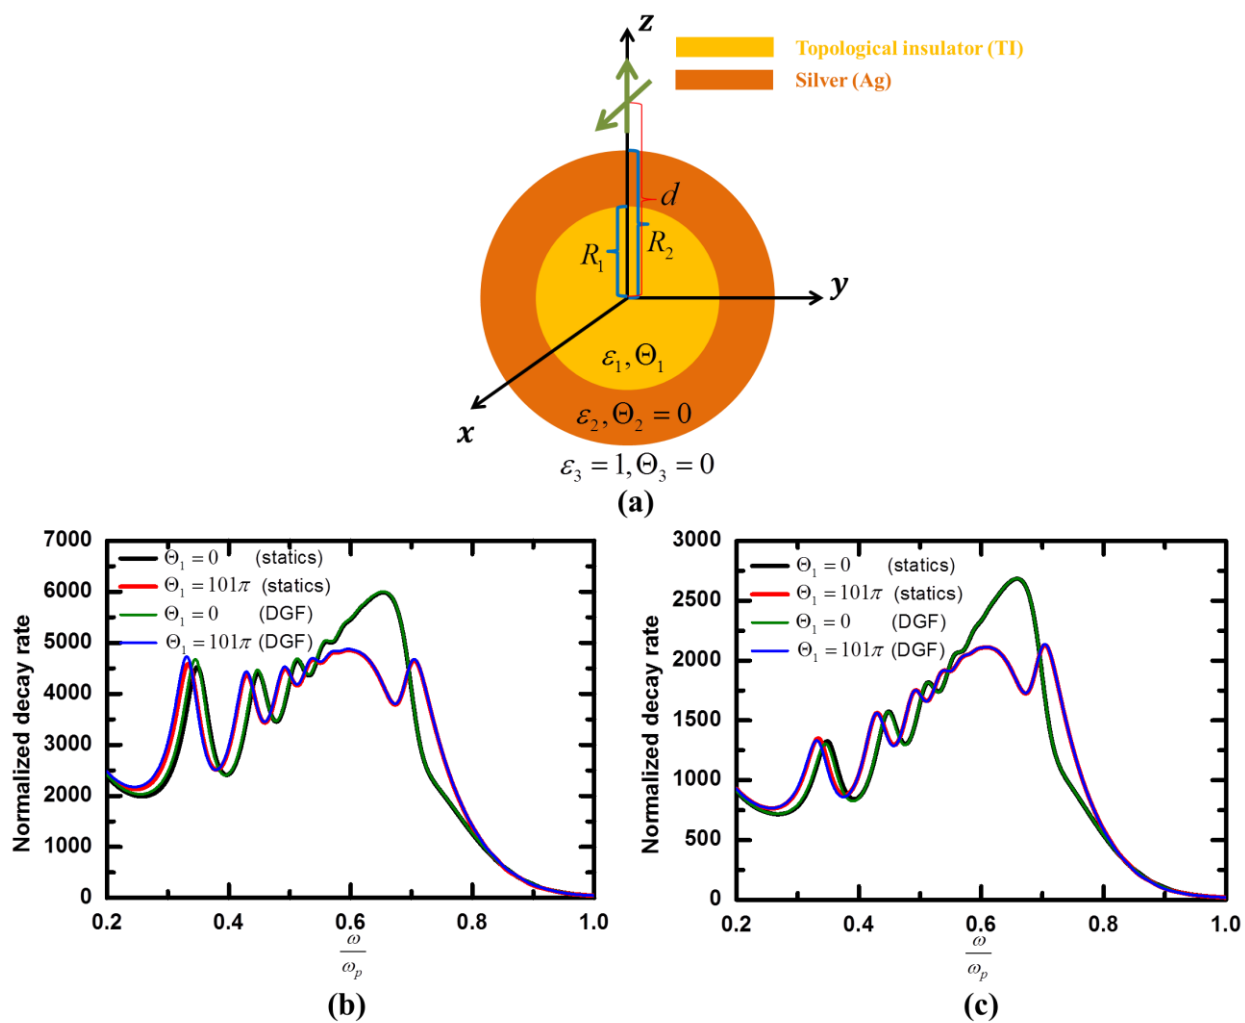 z
Topological insulator (TI)
Silver (Ag)
d
R₁
R₂
y
ε₁, Θ₁
x
ε₂, Θ₂ = 0
ε₃ = 1, Θ₃ = 0
(a)
7000
6000
5000
4000
3000
2000
1000
0
Normalized decay rate
Θ₁ = 0 (statics)
Θ₁ = 101π (statics)
Θ₁ = 0 (DGF)
Θ₁ = 101π (DGF)
0.2 0.4 0.6 0.8 1.0
ω
ωₚ
(b)
3000
2500
2000
1500
1000
500
0
Normalized decay rate
Θ₁ = 0 (statics)
Θ₁ = 101π (statics)
Θ₁ = 0 (DGF)
Θ₁ = 101π (DGF)
0.2 0.4 0.6 0.8 1.0
ω
ωₚ
(c)